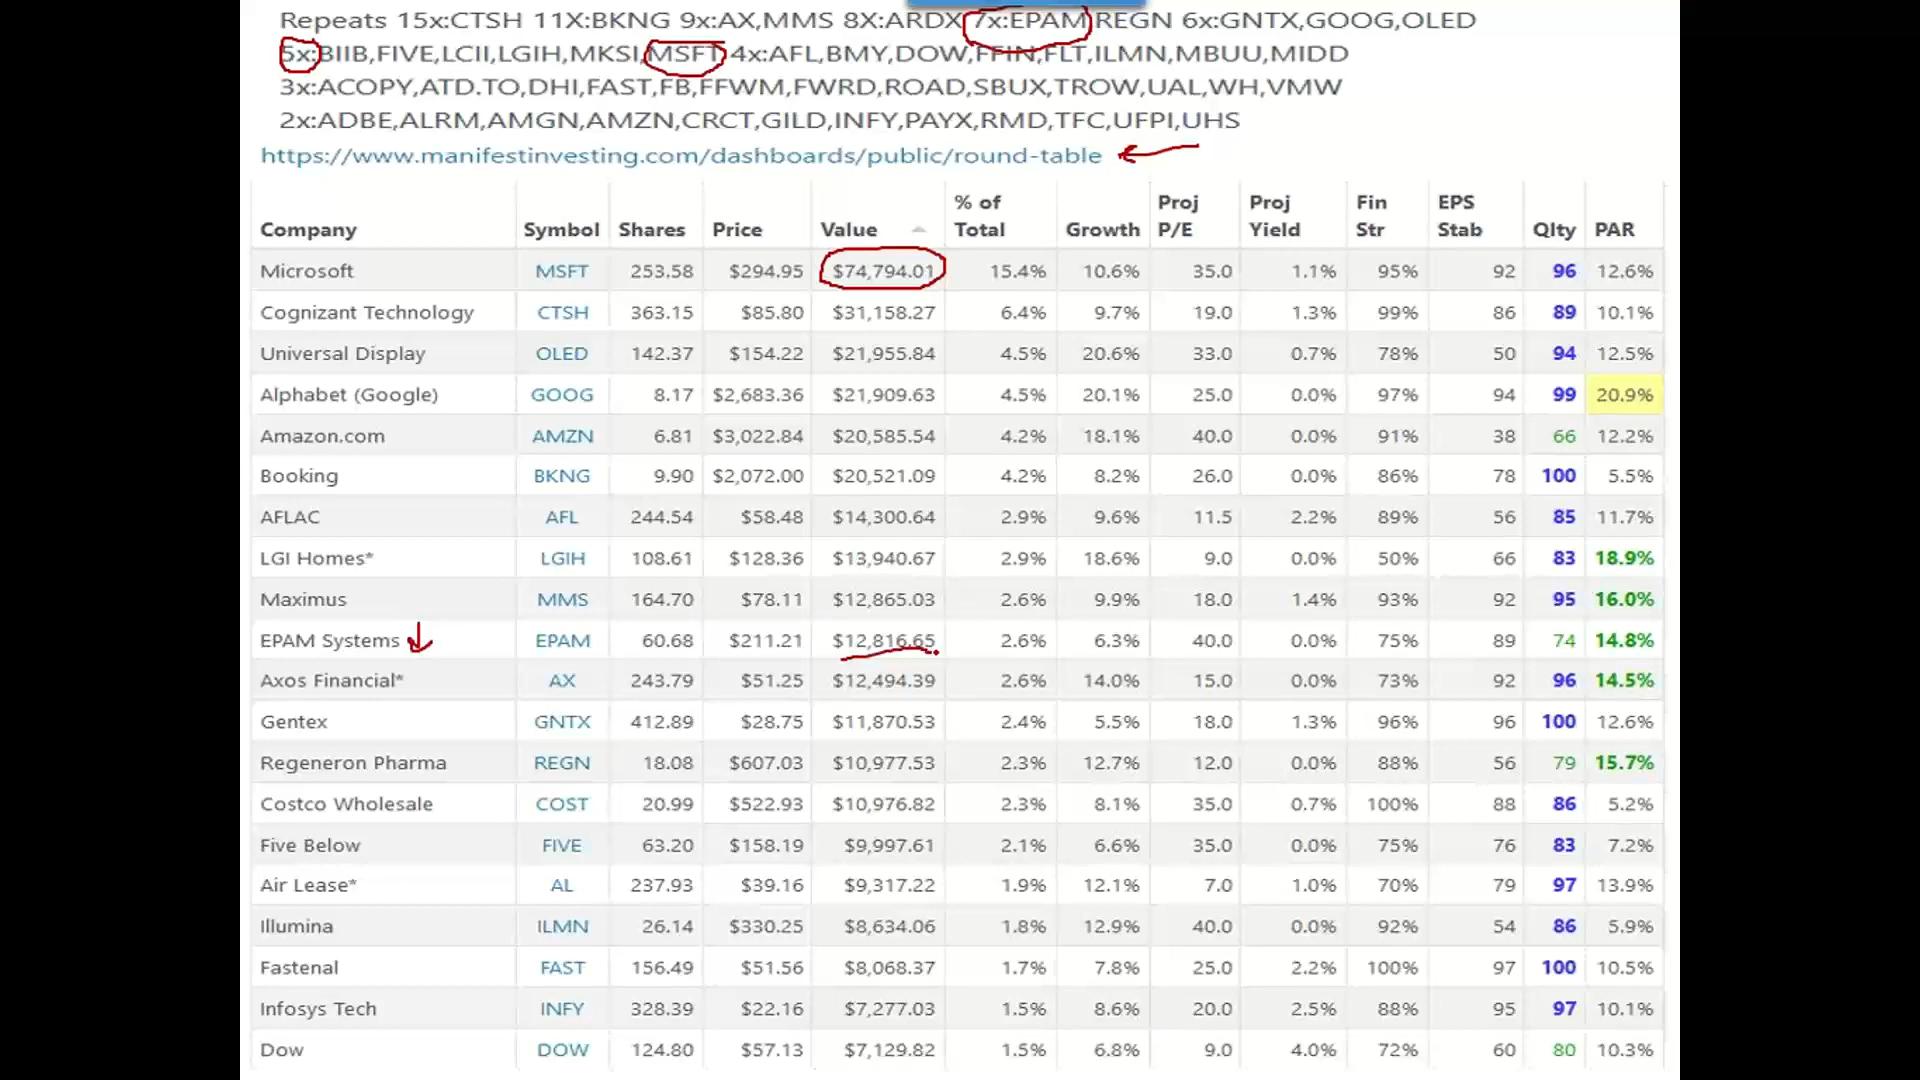 Repeats 15x:CTSH 11X:BKNG 9x:AX,MMS 8X:ARDX 7x:EPAM,REGN 6x:GNTX,GOOG,OLED
5x:BIIB,FIVE,LCII,LGIH,MKSI,MSFT 4x:AFL,BMY,DOW,FFIN,FLT,ILMN,MBUU,MIDD
3x:ACOPY,ATD.TO,DHI,FAST,FB,FFWM,FWRD,ROAD,SBUX,TROW,UAL,WH,VMW
2x:ADBE,ALRM,AMGN,AMZN,CRCT,GILD,INFY,PAYX,RMD,TFC,UFPI,UHS
https://www.manifestinvesting.com/dashboards/public/round-table
Company Symbol Shares Price Value % of Total Growth Proj P/E Proj Yield Fin Str EPS Stab Qlty PAR
Microsoft MSFT 253.58 $294.95 $74,794.01 15.4% 10.6% 35.0 1.1% 95% 92 96 12.6%
Cognizant Technology CTSH 363.15 $85.80 $31,158.27 6.4% 9.7% 19.0 1.3% 99% 86 89 10.1%
Universal Display OLED 142.37 $154.22 $21,955.84 4.5% 20.6% 33.0 0.7% 78% 50 94 12.5%
Alphabet (Google) GOOG 8.17 $2,683.36 $21,909.63 4.5% 20.1% 25.0 0.0% 97% 94 99 20.9%
Amazon.com AMZN 6.81 $3,022.84 $20,585.54 4.2% 18.1% 40.0 0.0% 91% 38 66 12.2%
Booking BKNG 9.90 $2,072.00 $20,521.09 4.2% 8.2% 26.0 0.0% 86% 78 100 5.5%
AFLAC AFL 244.54 $58.48 $14,300.64 2.9% 9.6% 11.5 2.2% 89% 56 85 11.7%
LGI Homes* LGIH 108.61 $128.36 $13,940.67 2.9% 18.6% 9.0 0.0% 50% 66 83 18.9%
Maximus MMS 164.70 $78.11 $12,865.03 2.6% 9.9% 18.0 1.4% 93% 92 95 16.0%
EPAM Systems EPAM 60.68 $211.21 $12,816.65 2.6% 6.3% 40.0 0.0% 75% 89 74 14.8%
Axos Financial* AX 243.79 $51.25 $12,494.39 2.6% 14.0% 15.0 0.0% 73% 92 96 14.5%
Gentex GNTX 412.89 $28.75 $11,870.53 2.4% 5.5% 18.0 1.3% 96% 96 100 12.6%
Regeneron Pharma REGN 18.08 $607.03 $10,977.53 2.3% 12.7% 12.0 0.0% 88% 56 79 15.7%
Costco Wholesale COST 20.99 $522.93 $10,976.82 2.3% 8.1% 35.0 0.7% 100% 88 86 5.2%
Five Below FIVE 63.20 $158.19 $9,997.61 2.1% 6.6% 35.0 0.0% 75% 76 83 7.2%
Air Lease* AL 237.93 $39.16 $9,317.22 1.9% 12.1% 7.0 1.0% 70% 79 97 13.9%
Illumina ILMN 26.14 $330.25 $8,634.06 1.8% 12.9% 40.0 0.0% 92% 54 86 5.9%
Fastenal FAST 156.49 $51.56 $8,068.37 1.7% 7.8% 25.0 2.2% 100% 97 100 10.5%
Infosys Tech INFY 328.39 $22.16 $7,277.03 1.5% 8.6% 20.0 2.5% 88% 95 97 10.1%
Dow DOW 124.80 $57.13 $7,129.82 1.5% 6.8% 9.0 4.0% 72% 60 80 10.3%